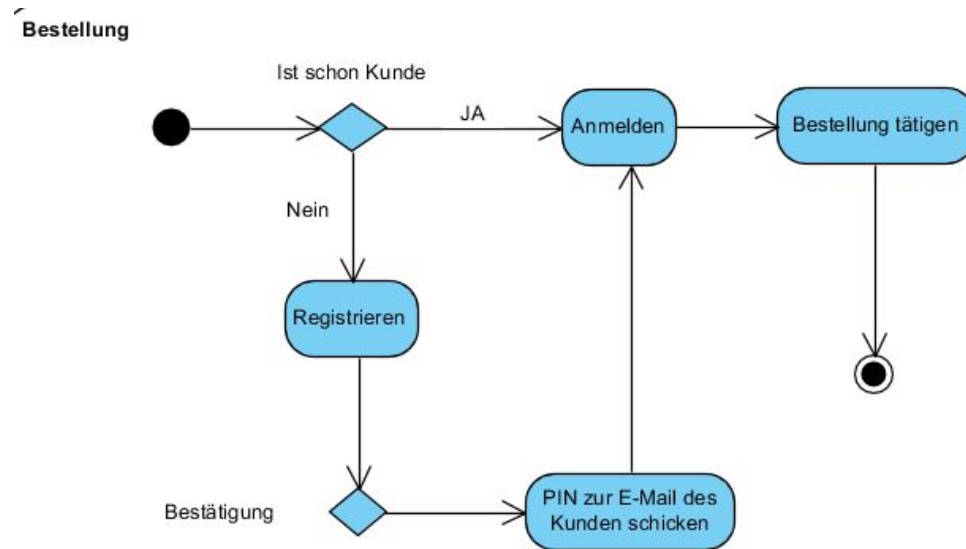 Bestellung
Ist schon Kunde
JA
Anmelden
Bestellung tätigen
Nein
Registrieren
Bestätigung
PIN zur E-Mail des
Kunden schicken